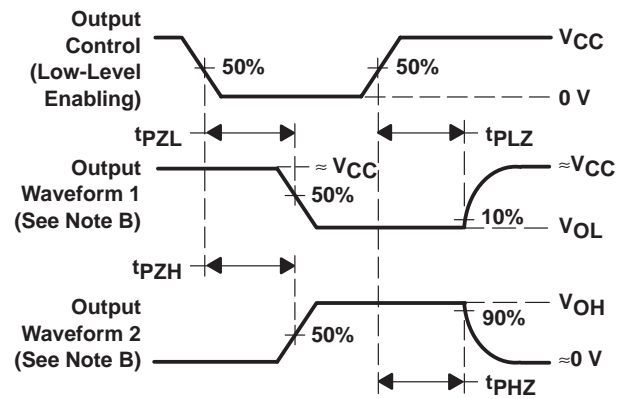 Output
Control
(Low-Level
Enabling)
50%
50%
VCC
0 V
tPZL
tPLZ
Output
Waveform 1
(See Note B)
≈ VCC
50%
≈VCC
10%
VOL
tPZH
Output
Waveform 2
(See Note B)
50%
VOH
90%
≈0 V
tPHZ